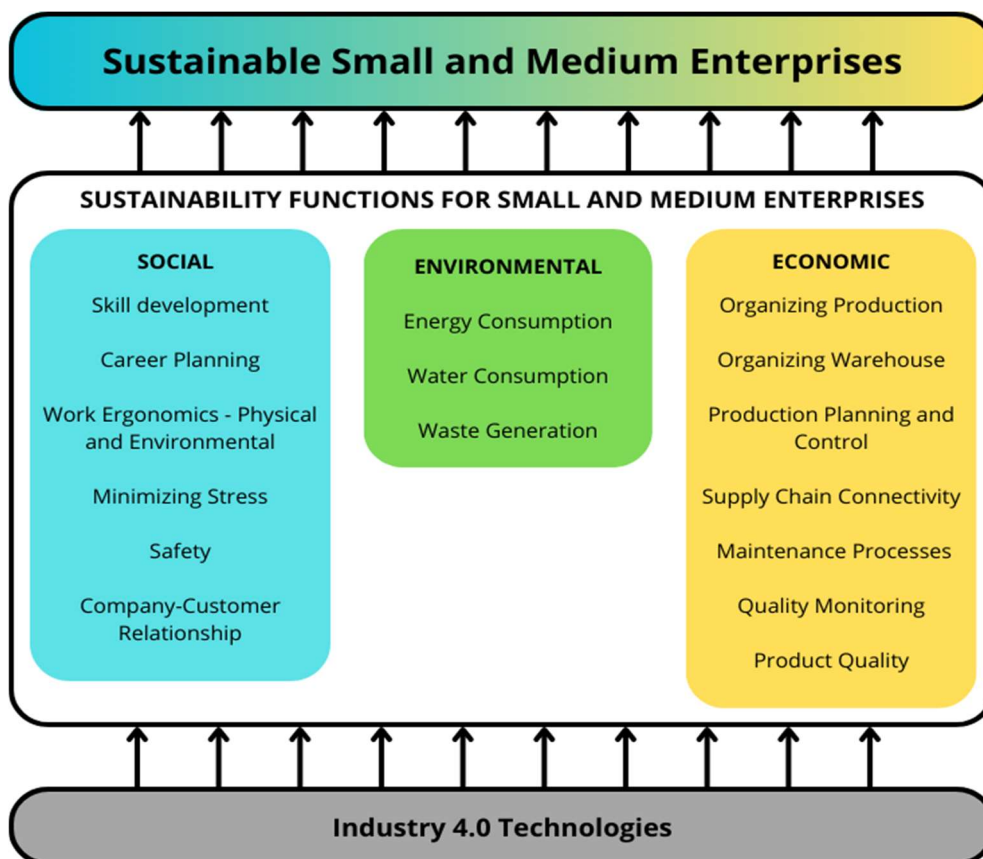 Sustainable Small and Medium Enterprises
SUSTAINABILITY FUNCTIONS FOR SMALL AND MEDIUM ENTERPRISES
SOCIAL
Skill development
Career Planning
Work Ergonomics - Physical
and Environmental
Minimizing Stress
Safety
Company-Customer
Relationship
ENVIRONMENTAL
Energy Consumption
Water Consumption
Waste Generation
ECONOMIC
Organizing Production
Organizing Warehouse
Production Planning and
Control
Supply Chain Connectivity
Maintenance Processes
Quality Monitoring
Product Quality
Industry 4.0 Technologies